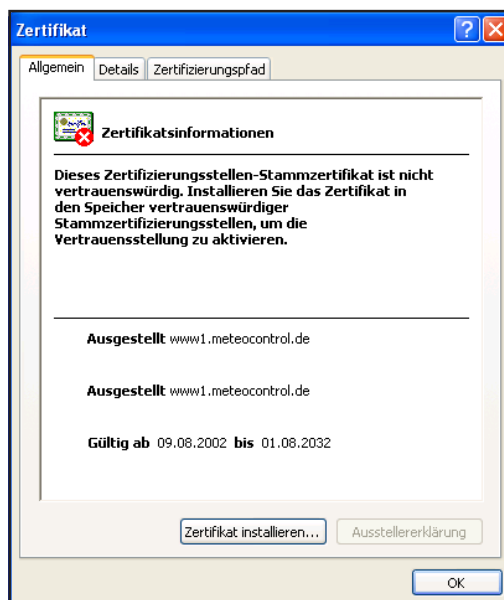 Zertifikat
Allgemein Details Zertifizierungspfad
Zertifikatsinformationen
Dieses Zertifizierungsstellen-Stammzertifikat ist nicht
vertrauenswürdig. Installieren Sie das Zertifikat in
den Speicher vertrauenswürdiger
Stammzertifizierungsstellen, um die
Vertrauensstellung zu aktivieren.
Ausgestellt www1.meteocontrol.de
Ausgestellt www1.meteocontrol.de
Gültig ab 09.08.2002 bis 01.08.2032
Zertifikat installieren... Ausstellererklärung
OK